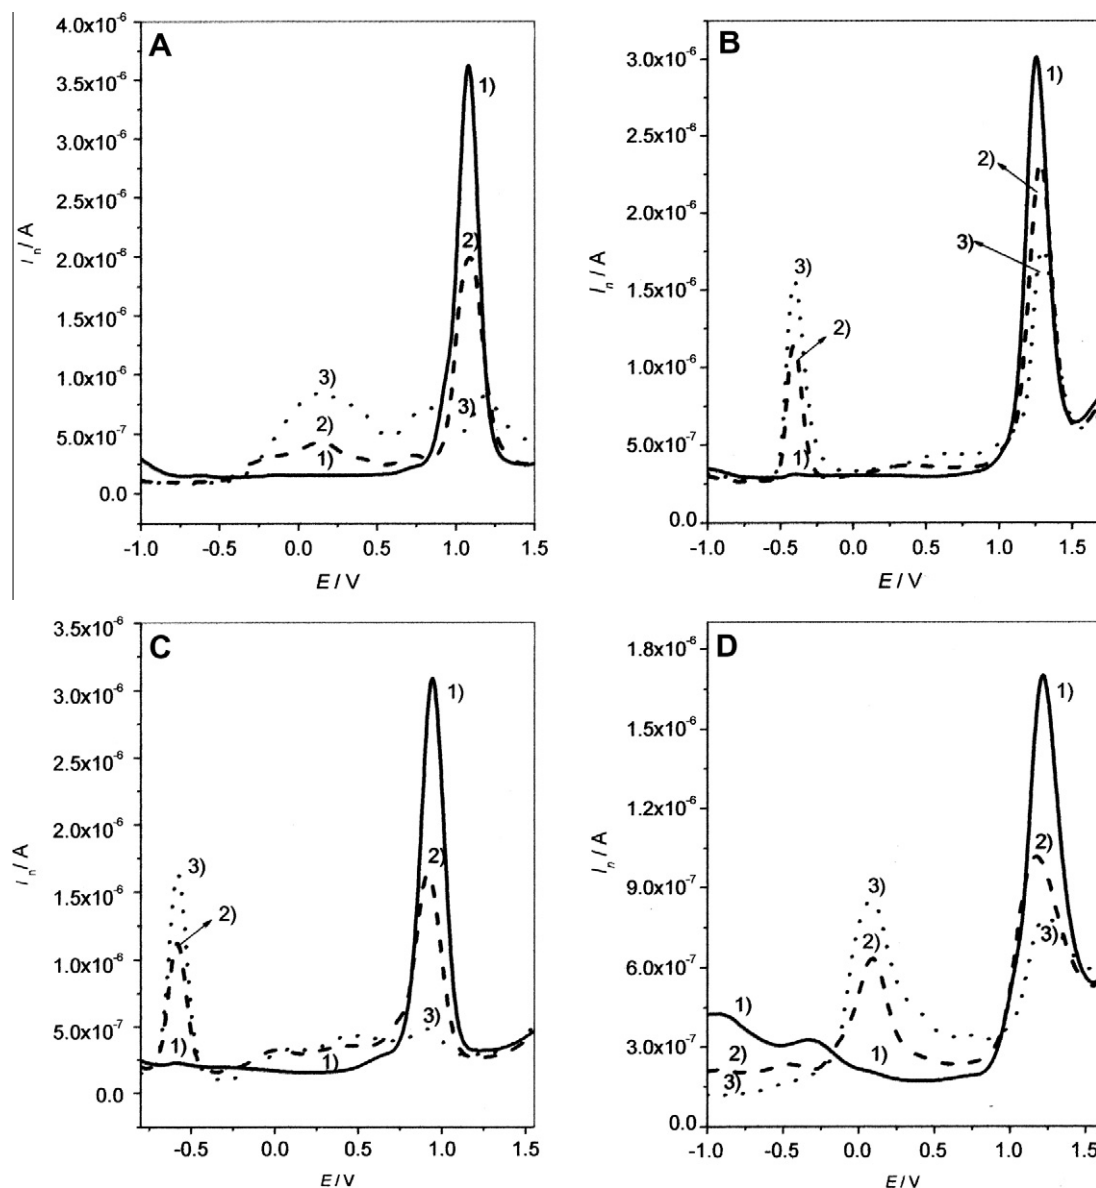 A
4.0x10-6
3.5x10-6
3.0x10-6
2.5x10-6
2.0x10-6
1.5x10-6
1.0x10-6
5.0x10-7
0.0
In / A
1)
2)
3)
3)
2)
1)
-1.0 -0.5 0.0 0.5 1.0 1.5
E / V
B
3.0x10-6
2.5x10-6
2.0x10-6
1.5x10-6
1.0x10-6
5.0x10-7
0.0
In / A
1)
2)
3)
3)
2)
1)
-1.0 -0.5 0.0 0.5 1.0 1.5
E / V
C
3.5x10-6
3.0x10-6
2.5x10-6
2.0x10-6
1.5x10-6
1.0x10-6
5.0x10-7
0.0
In / A
1)
2)
3)
2)
3)
1)
1)
-0.5 0.0 0.5 1.0 1.5
E / V
D
1.8x10-6
1.5x10-6
1.2x10-6
9.0x10-7
6.0x10-7
3.0x10-7
0.0
In / A
1)
2)
3)
2)
3)
1)
2)
1)
3)
-1.0 -0.5 0.0 0.5 1.0 1.5
E / V